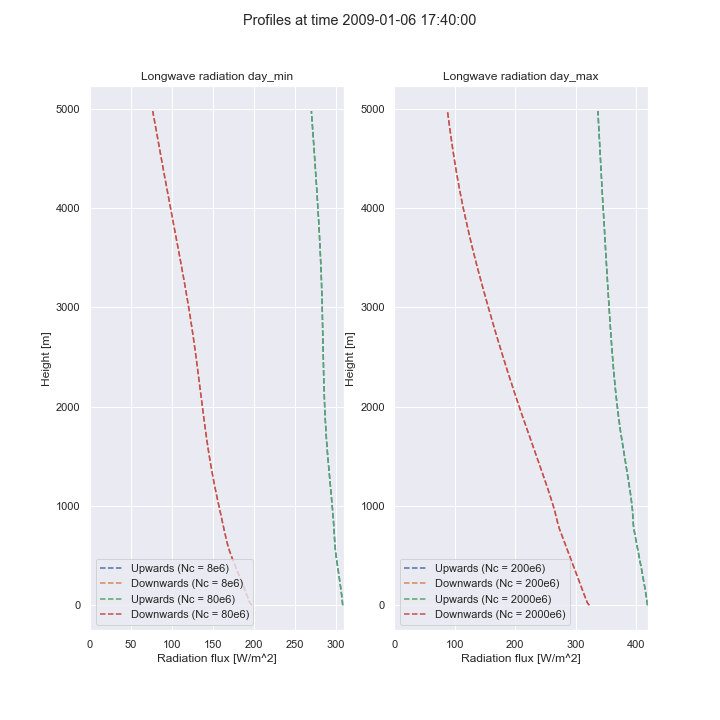 Profiles at time 2009-01-06 17:40:00
Longwave radiation day_min
5000
4000
3000
2000
1000
0
Height [m]
Upwards (Nc = 8e6)
Downwards (Nc = 8e6)
Upwards (Nc = 80e6)
Downwards (Nc = 80e6)
0
50
100
150
200
250
300
Radiation flux [W/m^2]
Longwave radiation day_max
5000
4000
3000
2000
1000
0
Height [m]
Upwards (Nc = 200e6)
Downwards (Nc = 200e6)
Upwards (Nc = 2000e6)
Downwards (Nc = 2000e6)
0
100
200
300
400
Radiation flux [W/m^2]